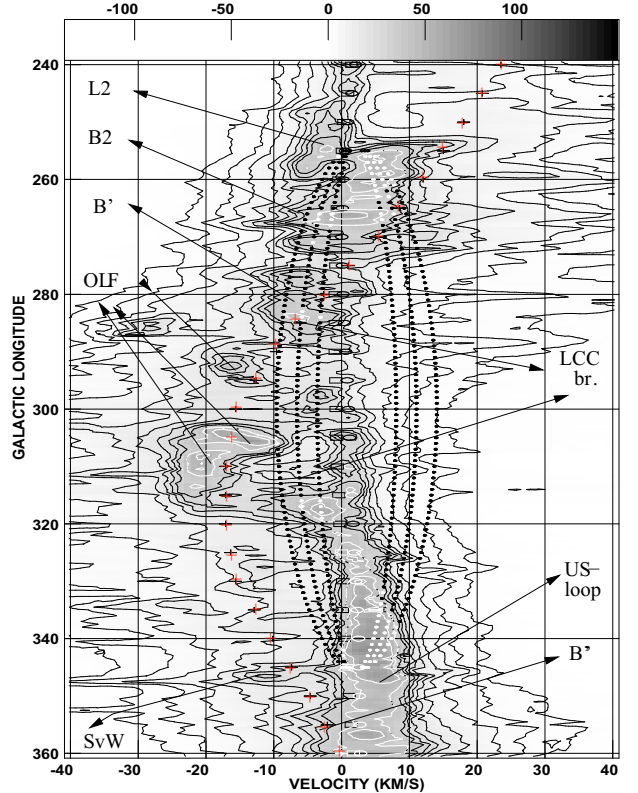 -100 -50 0 50 100
240
L2
B2
260
B'
OIF
280
LCC
br.
300
320
US–
loop
340
B'
SvW
360
GALACTIC LONGITUDE
-40 -30 -20 -10 0 10 20 30 40
VELOCITY (KM/S)